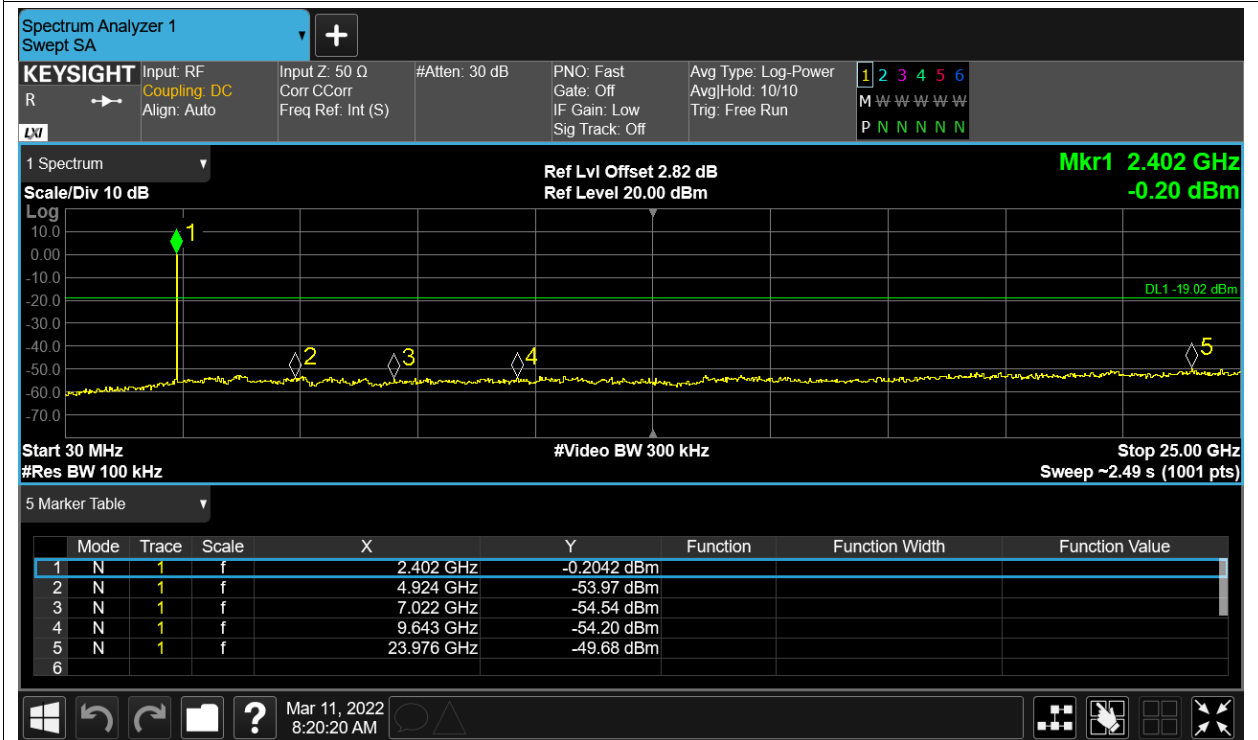 Spectrum Analyzer 1
Swept SA
KEYSIGHT
R
LXI
Input: RF
Coupling: DC
Align: Auto
Input Z: 50 Ω
Corr CCorr
Freq Ref: Int (S)
#Atten: 30 dB
PNO: Fast
Gate: Off
IF Gain: Low
Sig Track: Off
Avg Type: Log-Power
Avg|Hold: 10/10
Trig: Free Run
1 2 3 4 5 6
M W W W W W
P N N N N N
1 Spectrum
Scale/Div 10 dB
Ref Lvl Offset 2.82 dB
Ref Level 20.00 dBm
Mkr1 2.402 GHz
-0.20 dBm
Log
10.0
0.00
-10.0
-20.0
-30.0
-40.0
-50.0
-60.0
-70.0
1
DL1 -19.02 dBm
2
3
4
5
Start 30 MHz
#Res BW 100 kHz
#Video BW 300 kHz
Stop 25.00 GHz
Sweep ~2.49 s (1001 pts)
5 Marker Table
Mode Trace Scale X Y Function Function Width Function Value
1 N 1 f 2.402 GHz -0.2042 dBm
2 N 1 f 4.924 GHz -53.97 dBm
3 N 1 f 7.022 GHz -54.54 dBm
4 N 1 f 9.643 GHz -54.20 dBm
5 N 1 f 23.976 GHz -49.68 dBm
6
?
Mar 11, 2022
8:20:20 AM